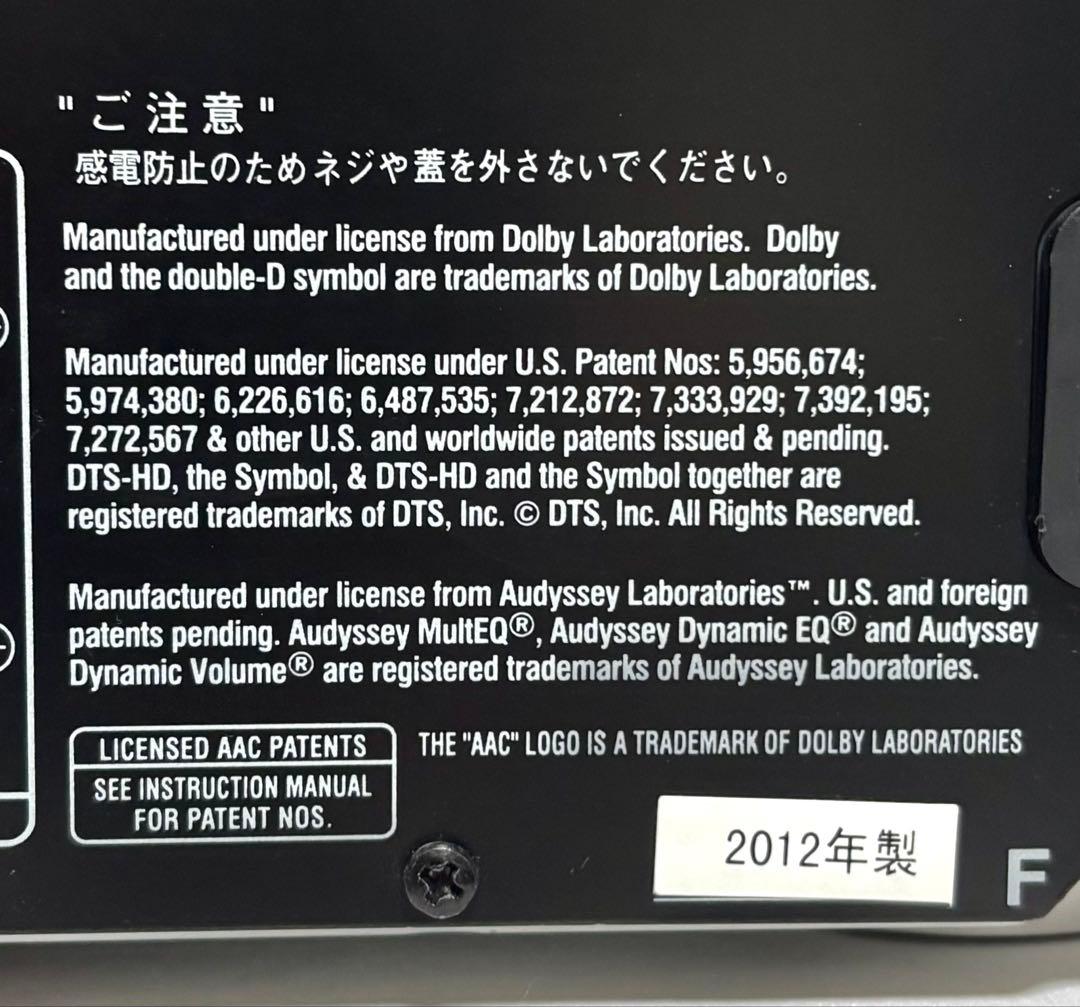 "ご注意"
感電防止のためネジや蓋を外さないでください。
Manufactured under license from Dolby Laboratories. Dolby
and the double-D symbol are trademarks of Dolby Laboratories.
Manufactured under license under U.S. Patent Nos: 5,956,674;
5,974,380; 6,226,616; 6,487,535; 7,212,872; 7,333,929; 7,392,195;
7,272,567 & other U.S. and worldwide patents issued & pending.
DTS-HD, the Symbol, & DTS-HD and the Symbol together are
registered trademarks of DTS, Inc. © DTS, Inc. All Rights Reserved.
Manufactured under license from Audyssey Laboratories™. U.S. and foreign
patents pending. Audyssey MultEQ®, Audyssey Dynamic EQ® and Audyssey
Dynamic Volume® are registered trademarks of Audyssey Laboratories.
LICENSED AAC PATENTS
SEE INSTRUCTION MANUAL
FOR PATENT NOS.
THE "AAC" LOGO IS A TRADEMARK OF DOLBY LABORATORIES
2012年製
F